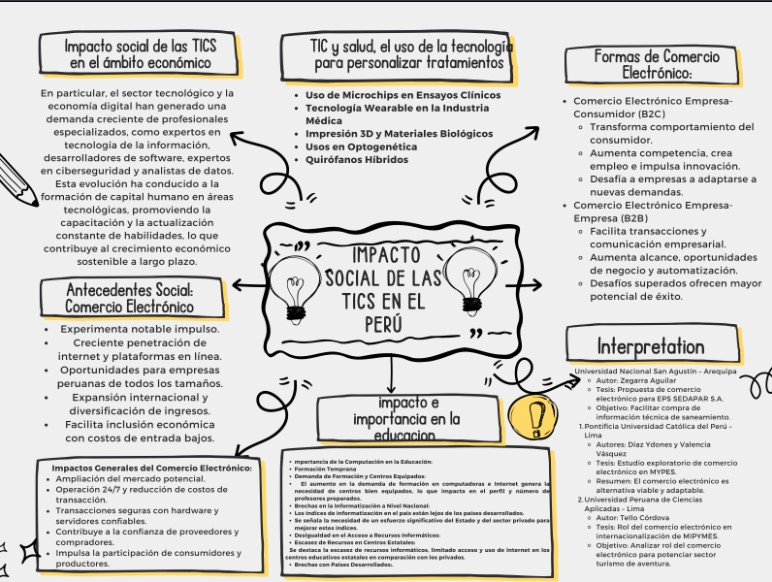 Impacto social de las TICS
en el ámbito económico
En particular, el sector tecnológico y la
economía digital han generado una
demanda creciente de profesionales
especializados, como expertos en
tecnología de la información,
desarrolladores de software, expertos
en ciberseguridad y analistas de datos.
Esta evolución ha conducido a la
formación de capital humano en áreas
tecnológicas, promoviendo la
capacitación y la actualización
constante de habilidades, lo que
contribuye al crecimiento económico
sostenible a largo plazo.
Antecedentes Social:
Comercio Electrónico
• Experimenta notable impulso.
• Creciente penetración de
internet y plataformas en línea.
• Oportunidades para empresas
peruanas de todos los tamaños.
• Expansión internacional y
diversificación de ingresos.
• Facilita inclusión económica
con costos de entrada bajos.
Impactos Generales del Comercio Electrónico:
• Ampliación del mercado potencial.
• Operación 24/7 y reducción de costos de
transacción.
• Transacciones seguras con hardware y
servidores confiables.
• Contribuye a la confianza de proveedores y
compradores.
• Impulsa la participación de consumidores y
productores.
TIC y salud, el uso de la tecnología
para personalizar tratamientos
• Uso de Microchips en Ensayos Clínicos
• Tecnología Wearable en la Industria
Médica
• Impresión 3D y Materiales Biológicos
• Usos en Optogenética
• Quirófanos Híbridos
IMPACTO
SOCIAL DE LAS
TICS EN EL
PERÚ
impacto e
importancia en la
educacion
• mportancia de la Computación en la Educación:
• Formación Temprana
• Demanda de Formación y Centros Equipados:
• El aumento en la demanda de formación en computadoras e Internet genera la
necesidad de centros bien equipados, lo que impacta en el perfil y número de
profesores preparados.
• Brechas en la Informatización a Nivel Nacional:
• Los índices de informatización en el país están lejos de los países desarrollados.
• Se señala la necesidad de un esfuerzo significativo del Estado y del sector privado para
mejorar estos índices.
• Desigualdad en el Acceso a Recursos Informáticos:
• Escasez de Recursos en Centros Estatales:
Se destaca la escasez de recursos informáticos, limitado acceso y uso de Internet en los
centros educativos estatales en comparación con los privados.
• Brechas con Países Desarrollados:.
Formas de Comercio
Electrónico:
• Comercio Electrónico Empresa-
Consumidor (B2C)
◦ Transforma comportamiento del
consumidor.
◦ Aumenta competencia, crea
empleo e impulsa innovación.
◦ Desafía a empresas a adaptarse a
nuevas demandas.
• Comercio Electrónico Empresa-
Empresa (B2B)
◦ Facilita transacciones y
comunicación empresarial.
◦ Aumenta alcance, oportunidades
de negocio y automatización.
◦ Desafíos superados ofrecen mayor
potencial de éxito.
Interpretation
Universidad Nacional San Agustín – Arequipa
◦ Autor: Zegarra Aguilar
◦ Tesis: Propuesta de comercio
electrónico para EPS SEDAPAR S.A.
◦ Objetivo: Facilitar compra de
información técnica de saneamiento.
1. Pontificia Universidad Católica del Perú –
Lima
◦ Autores: Díaz Ydones y Valencia
Vásquez
◦ Tesis: Estudio exploratorio de comercio
electrónico en MYPES.
◦ Resumen: El comercio electrónico es
alternativa viable y adaptable.
2. Universidad Peruana de Ciencias
Aplicadas – Lima
◦ Autor: Tello Córdova
◦ Tesis: Rol del comercio electrónico en
internacionalización de MIPYMES.
◦ Objetivo: Analizar rol del comercio
electrónico para potenciar sector
turismo de aventura.